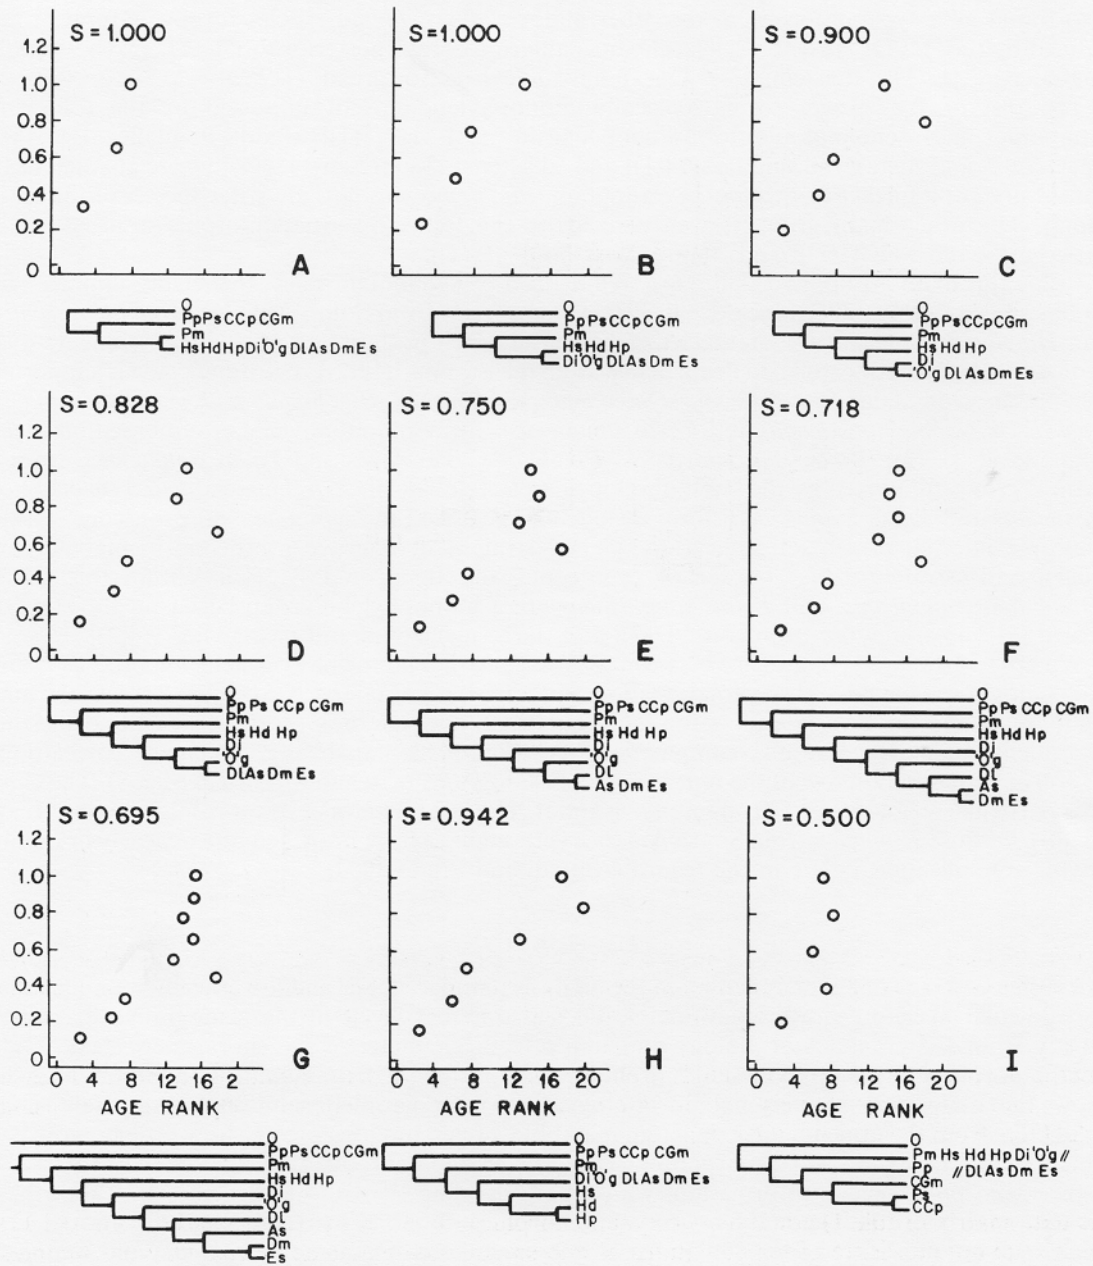 S = 1.000
1.2
1.0
0.8
0.6
0.4
0.2
0
A
O
Pp Ps CCp CGm
Pm
Hs Hd Hp Di 'O'g Dl As Dm Es
S = 1.000
B
O
Pp Ps CCp CGm
Pm
Hs Hd Hp
Di 'O'g Dl As Dm Es
S = 0.900
C
O
Pp Ps CCp CGm
Pm
Hs Hd Hp
Di
'O'g Dl As Dm Es
S = 0.828
1.2
1.0
0.8
0.6
0.4
0.2
0
D
O
Pp Ps CCp CGm
Pm
Hs Hd Hp
Di
'O'g
Dl As Dm Es
S = 0.750
E
O
Pp Ps CCp CGm
Pm
Hs Hd Hp
Di
'O'g
Dl
As Dm Es
S = 0.718
F
O
Pp Ps CCp CGm
Pm
Hs Hd Hp
Di
'O'g
Dl
As
Dm Es
S = 0.695
1.2
1.0
0.8
0.6
0.4
0.2
0
G
0 4 8 12 16 2
AGE RANK
O
Pp Ps CCp CGm
Pm
Hs Hd Hp
Di
'O'g
Dl
As
Dm
Es
S = 0.942
H
0 4 8 12 16 20
AGE RANK
O
Pp Ps CCp CGm
Pm
Di 'O'g Dl As Dm Es
Hs
Hd
Hp
S = 0.500
I
0 4 8 12 16 20
AGE RANK
O
Pm Hs Hd Hp Di 'O'g //
Pp // Dl As Dm Es
CGm
Ps
CCp